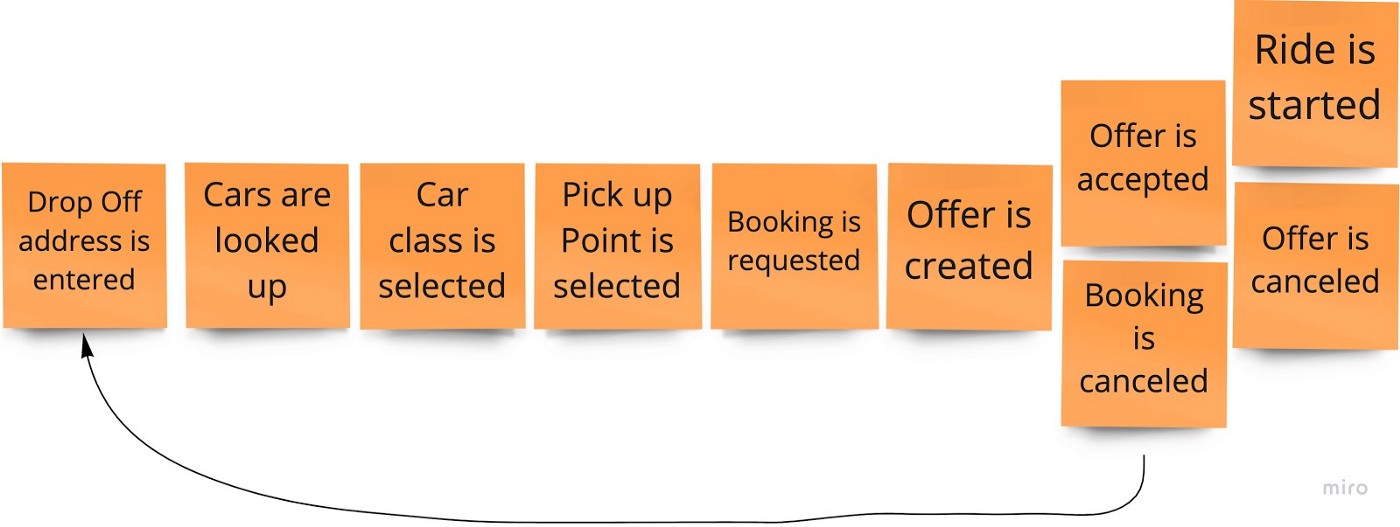 Drop Off
address is
entered
Cars are
looked
up
Car
class is
selected
Pick up
Point is
selected
Booking is
requested
Offer is
created
Offer is
accepted
Booking
is
canceled
Ride is
started
Offer is
canceled
miro